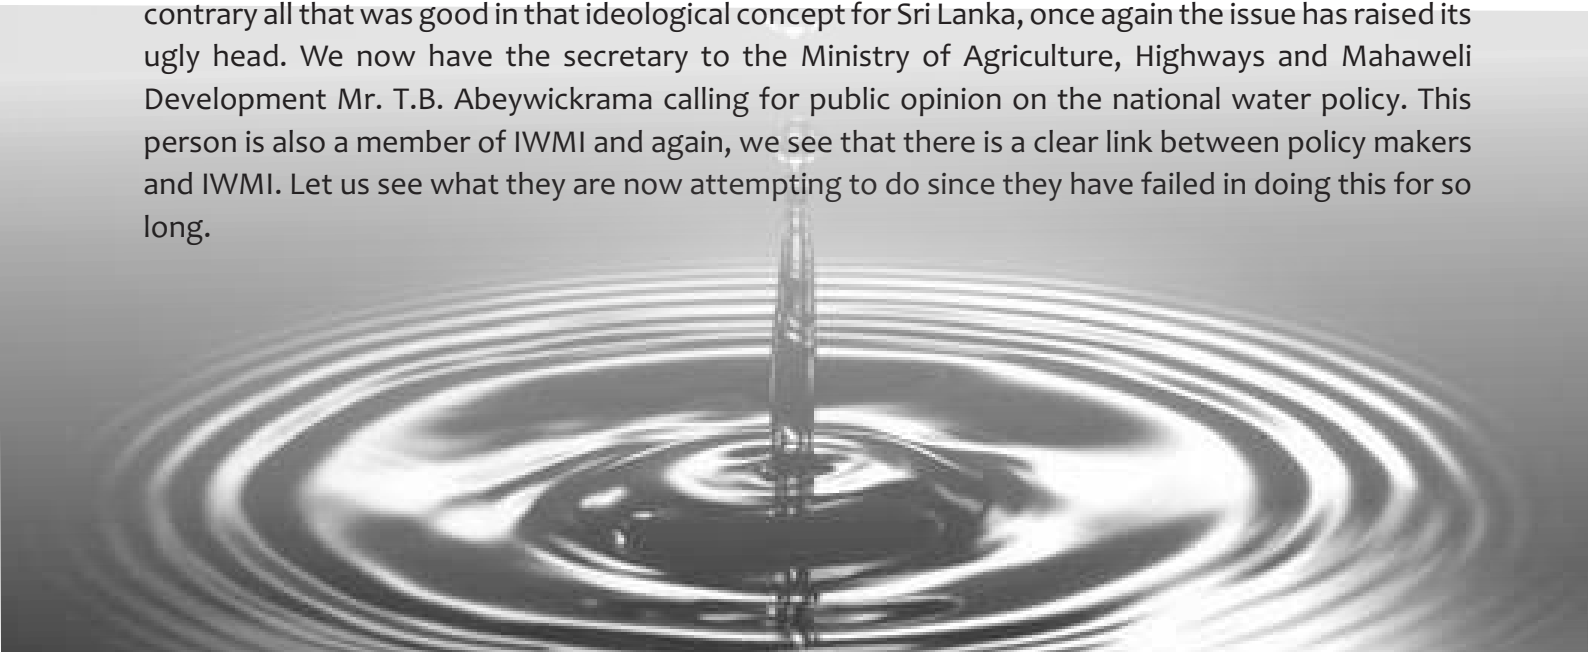 contrary all that was good in that ideological concept for Sri Lanka, once again the issue has raised its
ugly head. We now have the secretary to the Ministry of Agriculture, Highways and Mahaweli
Development Mr. T.B. Abeywickrama calling for public opinion on the national water policy. This
person is also a member of IWMI and again, we see that there is a clear link between policy makers
and IWMI. Let us see what they are now attempting to do since they have failed in doing this for so
long.